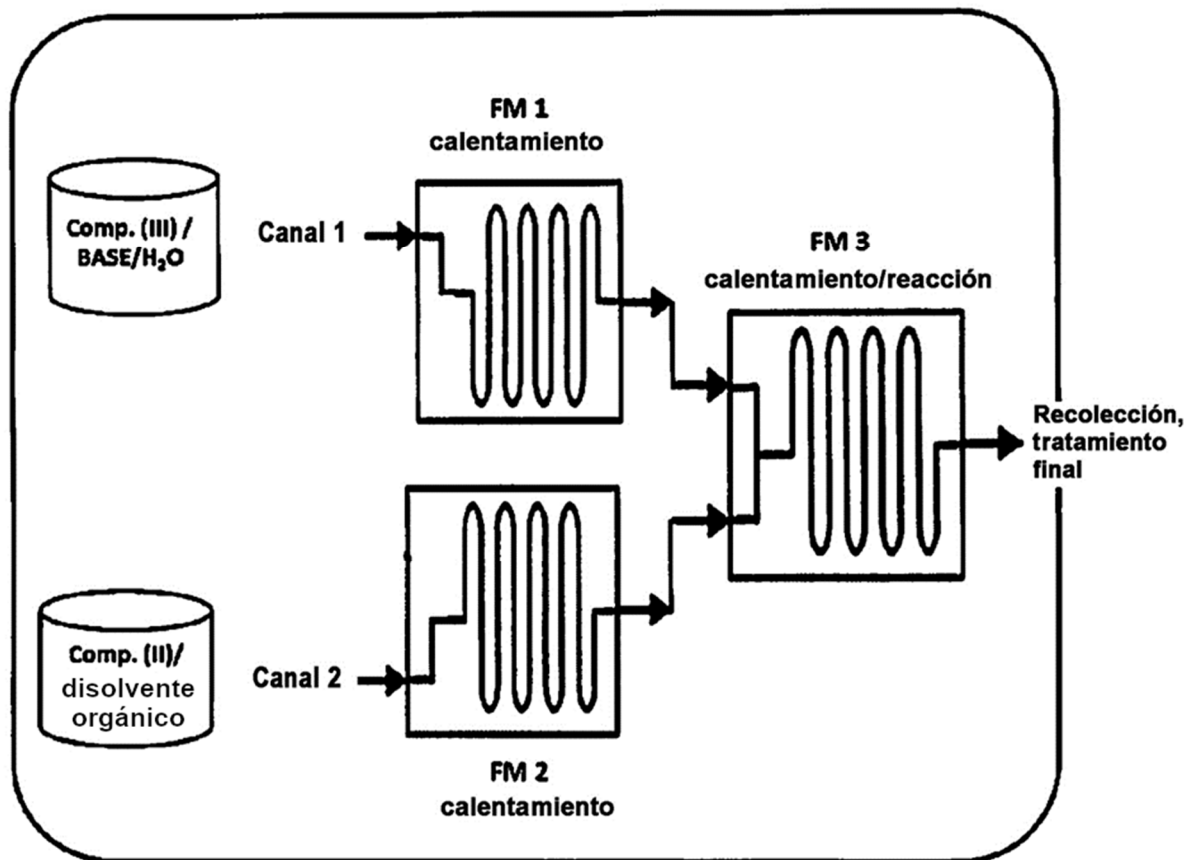 FM 1
calentamiento
Comp. (III) /
BASE/H₂O
Canal 1
FM 3
calentamiento/reacción
Recolección,
tratamiento
final
Comp. (II)/
disolvente
orgánico
Canal 2
FM 2
calentamiento